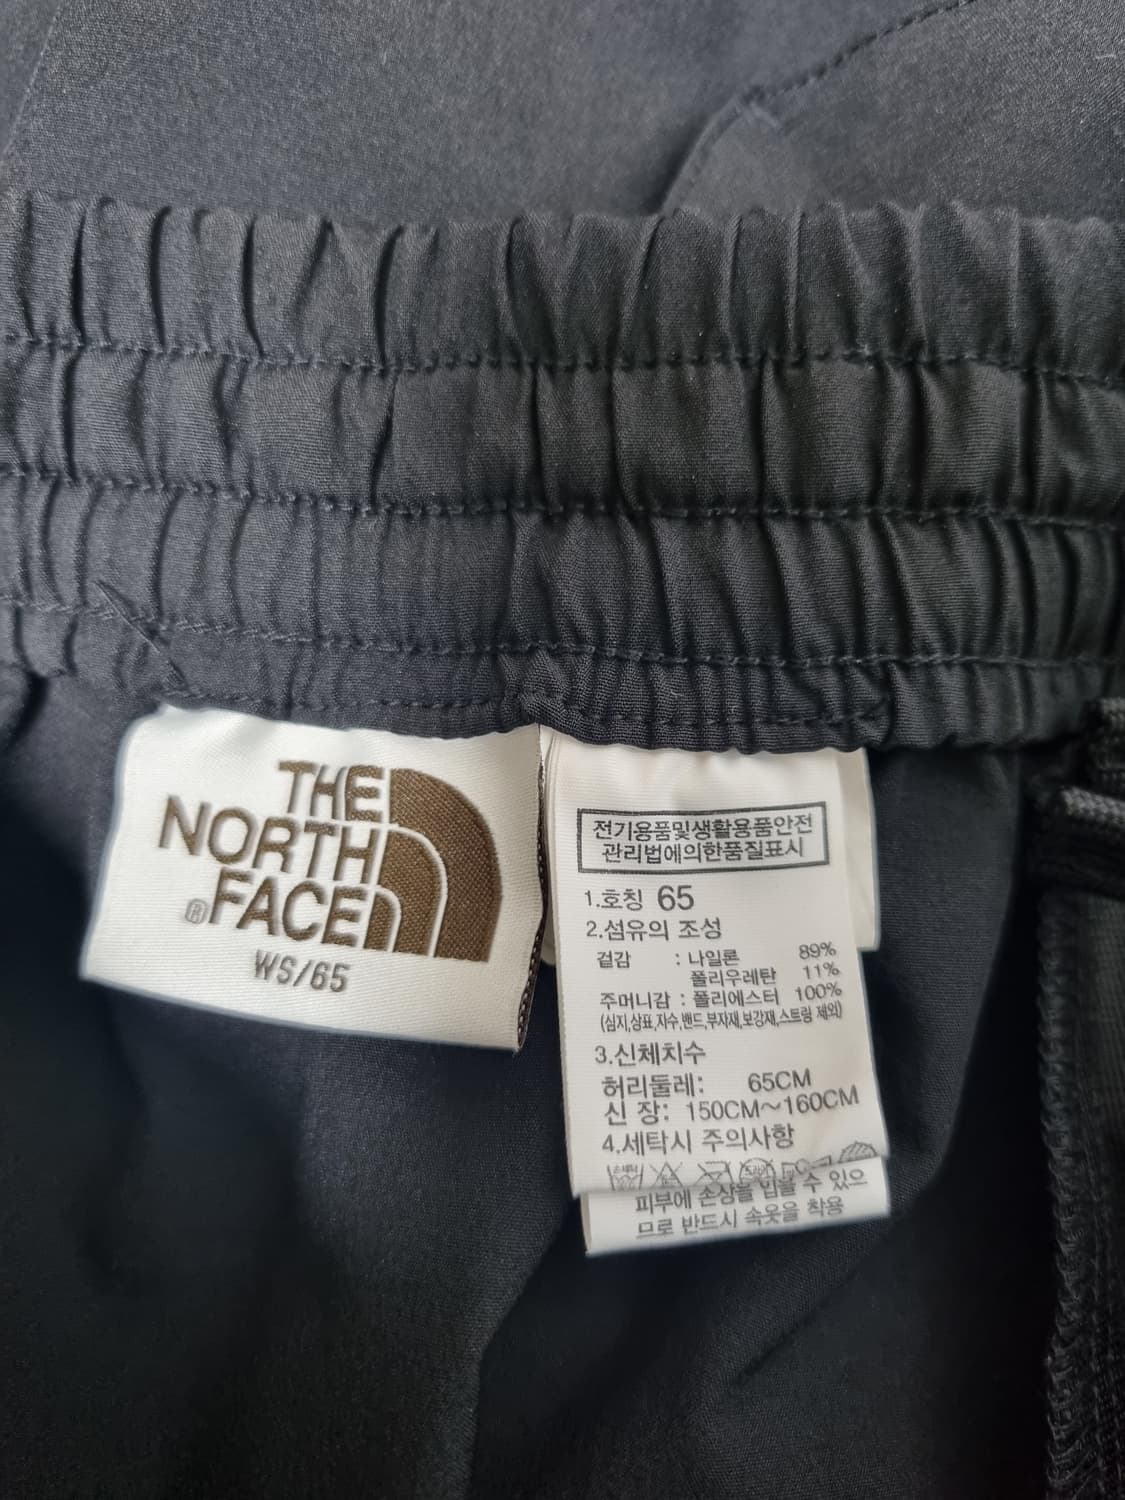 THE
NORTH
®FACE
WS/65
전기용품및생활용품안전
관리법에의한품질표시
1.호칭 65
2.섬유의 조성
겉감 : 나일론 89%
폴리우레탄 11%
주머니감 : 폴리에스터 100%
(심지,상표,자수,밴드,부자재,보강재,스트링 제외)
3.신체치수
허리둘레: 65CM
신 장: 150CM~160CM
4.세탁시 주의사항
피부에 손상을 입을 수 있으
므로 반드시 속옷을 착용